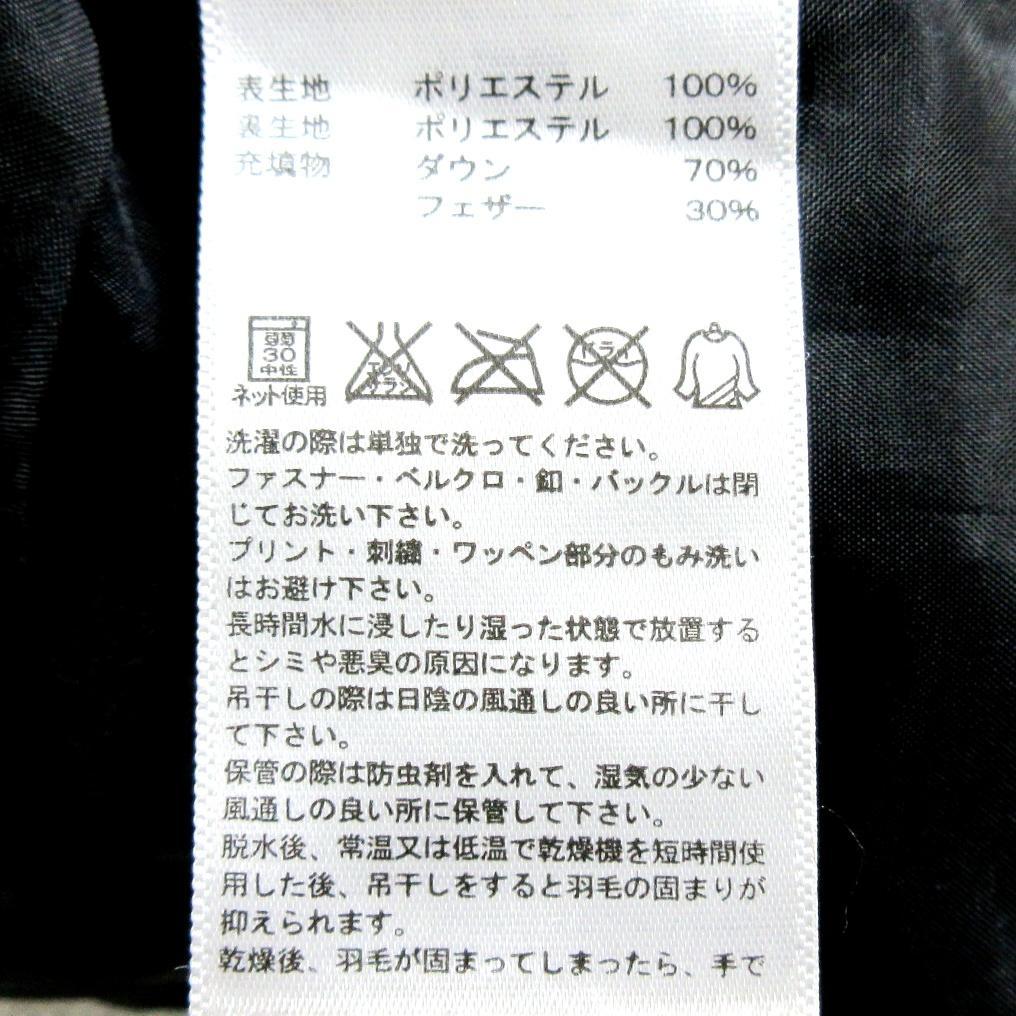 表生地 ポリエステル 100%
裏生地 ポリエステル 100%
充填物 ダウン 70%
フェザー 30%
弱
30
中性
エンソ
サラシ
ドライ
ネット使用
洗濯の際は単独で洗ってください。
ファスナー・ベルクロ・釦・バックルは閉
じてお洗い下さい。
プリント・刺繍・ワッペン部分のもみ洗い
はお避け下さい。
長時間水に浸したり湿った状態で放置する
とシミや悪臭の原因になります。
吊干しの際は日陰の風通しの良い所に干し
て下さい。
保管の際は防虫剤を入れて、湿気の少ない
風通しの良い所に保管して下さい。
脱水後、常温又は低温で乾燥機を短時間使
用した後、吊干しをすると羽毛の固まりが
抑えられます。
乾燥後、羽毛が固まってしまったら、手で